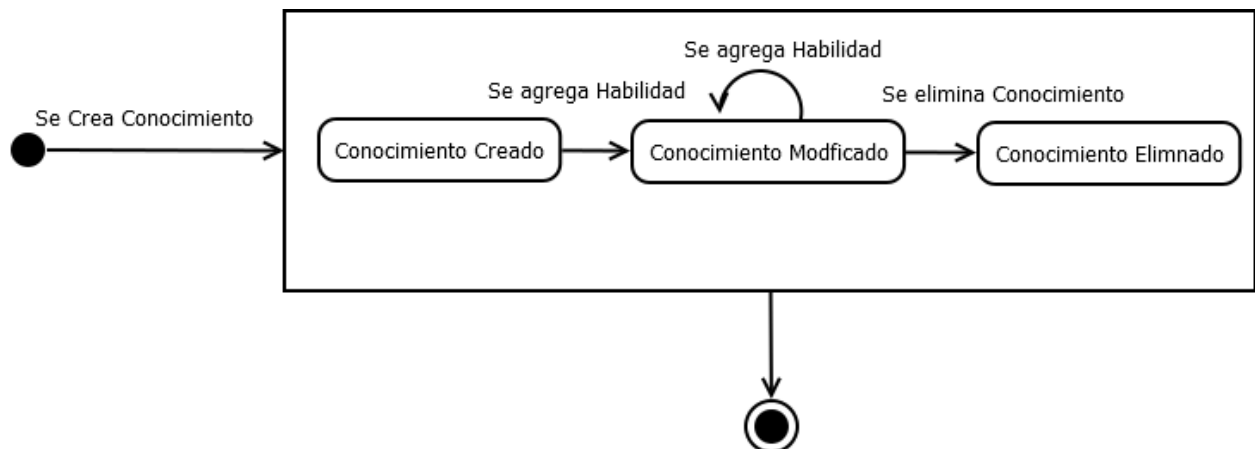 Se agrega Habilidad
Se agrega Habilidad
Se elimina Conocimiento
Se Crea Conocimiento
Conocimiento Creado
Conocimiento Modficado
Conocimiento Elimnado